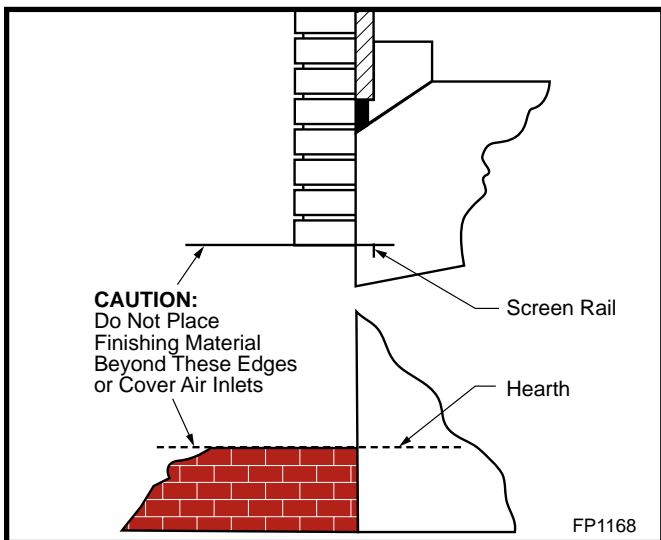 CAUTION:
Do Not Place
Finishing Material
Beyond These Edges
or Cover Air Inlets
Screen Rail
Hearth
FP1168